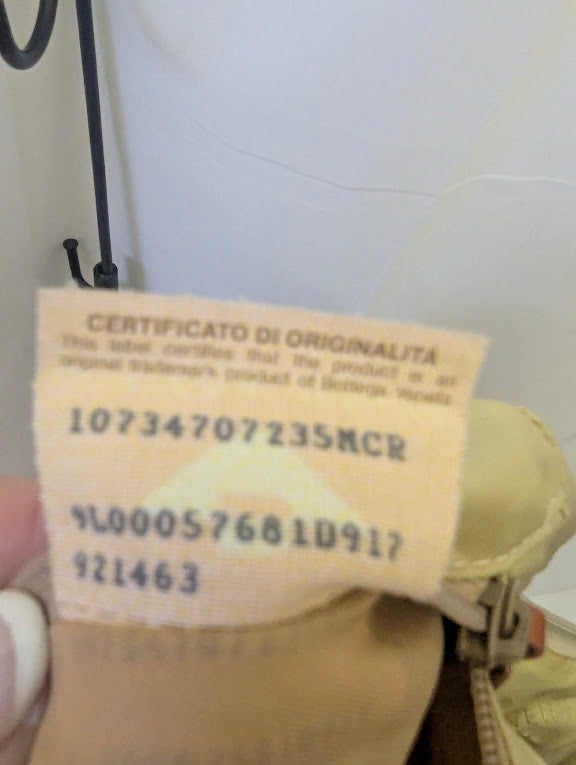 CERTIFICATO DI ORIGINALITA
This label certifies that the product is an
original trademark product of Bottega Veneta
10734707235MCR
9L00057681D917
921463